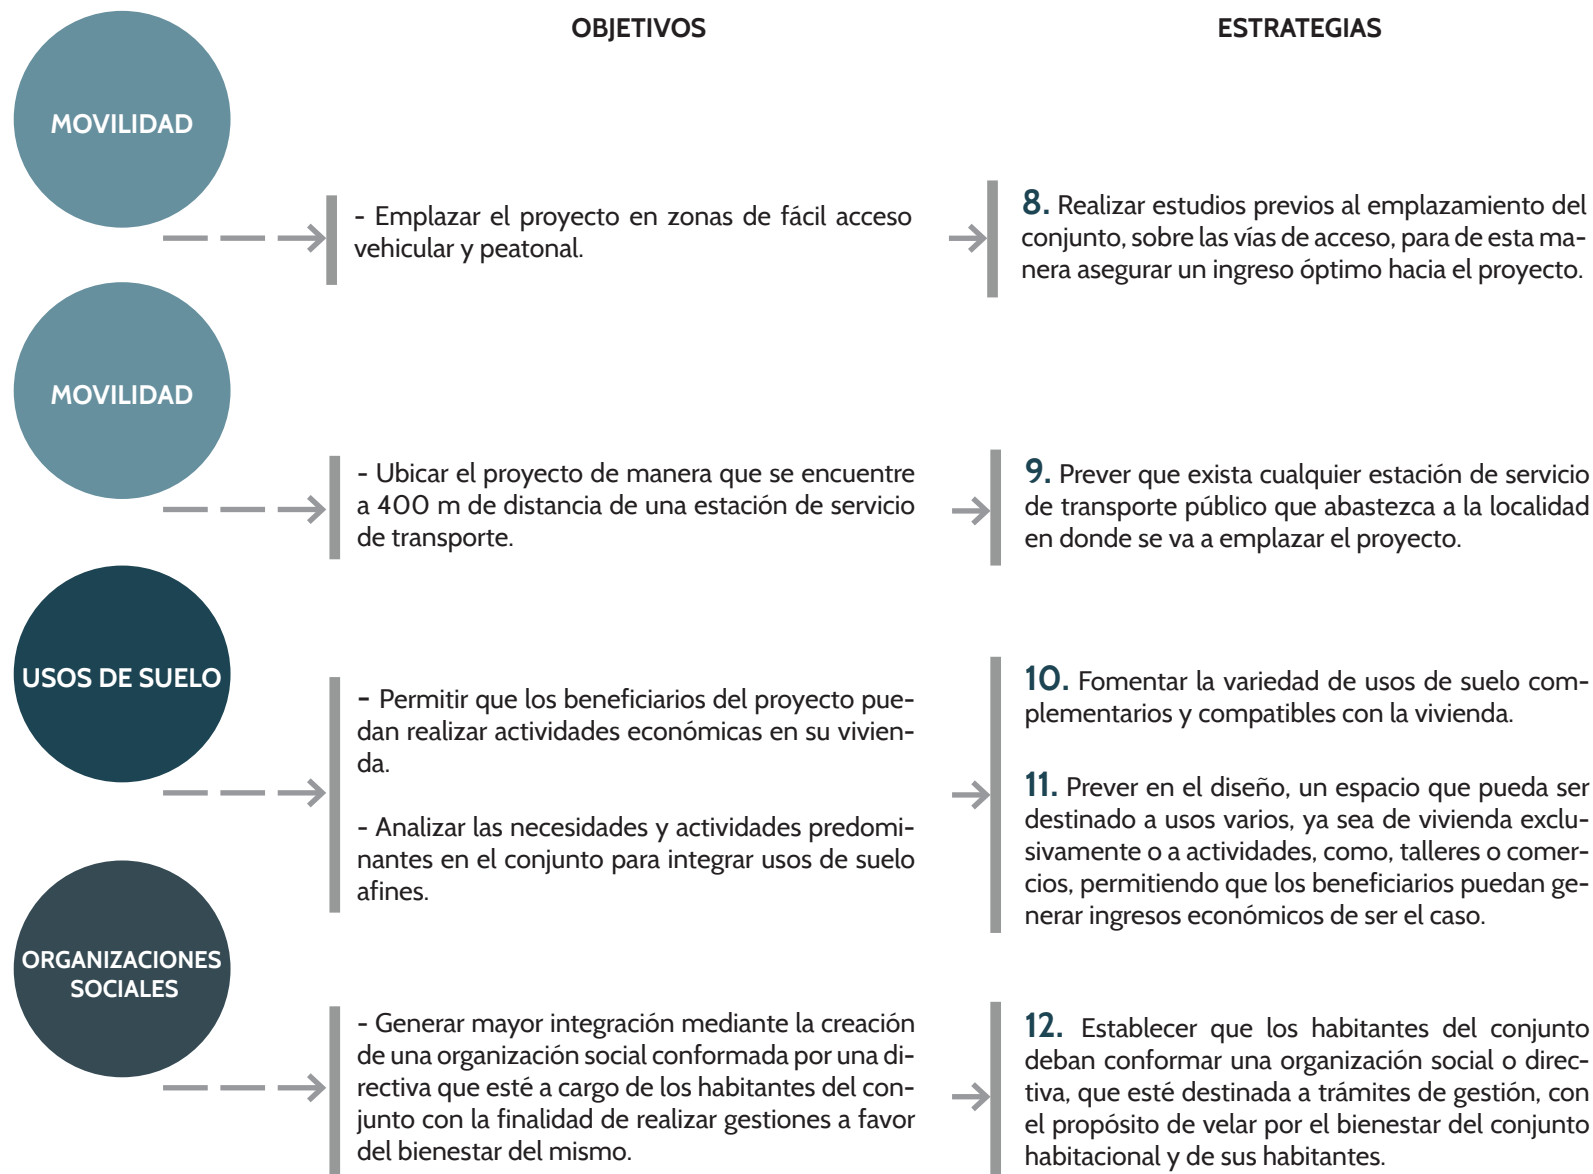 OBJETIVOS
ESTRATEGIAS
MOVILIDAD
- Emplazar el proyecto en zonas de fácil acceso
vehicular y peatonal.
8. Realizar estudios previos al emplazamiento del
conjunto, sobre las vías de acceso, para de esta ma-
nera asegurar un ingreso óptimo hacia el proyecto.
MOVILIDAD
- Ubicar el proyecto de manera que se encuentre
a 400 m de distancia de una estación de servicio
de transporte.
9. Prever que exista cualquier estación de servicio
de transporte público que abastezca a la localidad
en donde se va a emplazar el proyecto.
USOS DE SUELO
- Permitir que los beneficiarios del proyecto pue-
dan realizar actividades económicas en su vivien-
da.
- Analizar las necesidades y actividades predomi-
nantes en el conjunto para integrar usos de suelo
afines.
10. Fomentar la variedad de usos de suelo com-
plementarios y compatibles con la vivienda.
11. Prever en el diseño, un espacio que pueda ser
destinado a usos varios, ya sea de vivienda exclu-
sivamente o a actividades, como, talleres o comer-
cios, permitiendo que los beneficiarios puedan ge-
nerar ingresos económicos de ser el caso.
ORGANIZACIONES
SOCIALES
- Generar mayor integración mediante la creación
de una organización social conformada por una di-
rectiva que esté a cargo de los habitantes del con-
junto con la finalidad de realizar gestiones a favor
del bienestar del mismo.
12. Establecer que los habitantes del conjunto
deban conformar una organización social o direc-
tiva, que esté destinada a trámites de gestión, con
el propósito de velar por el bienestar del conjunto
habitacional y de sus habitantes.